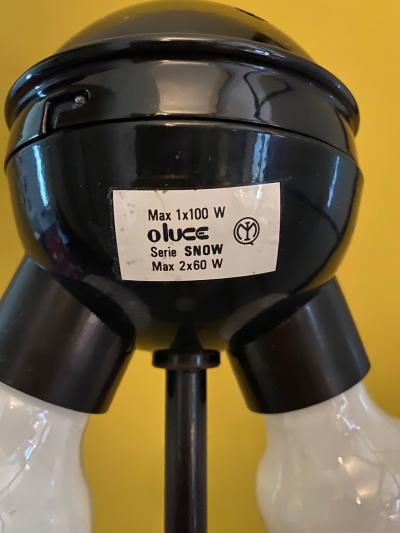 Max 1x100 W
oluce
Serie SNOW
Max 2x60 W